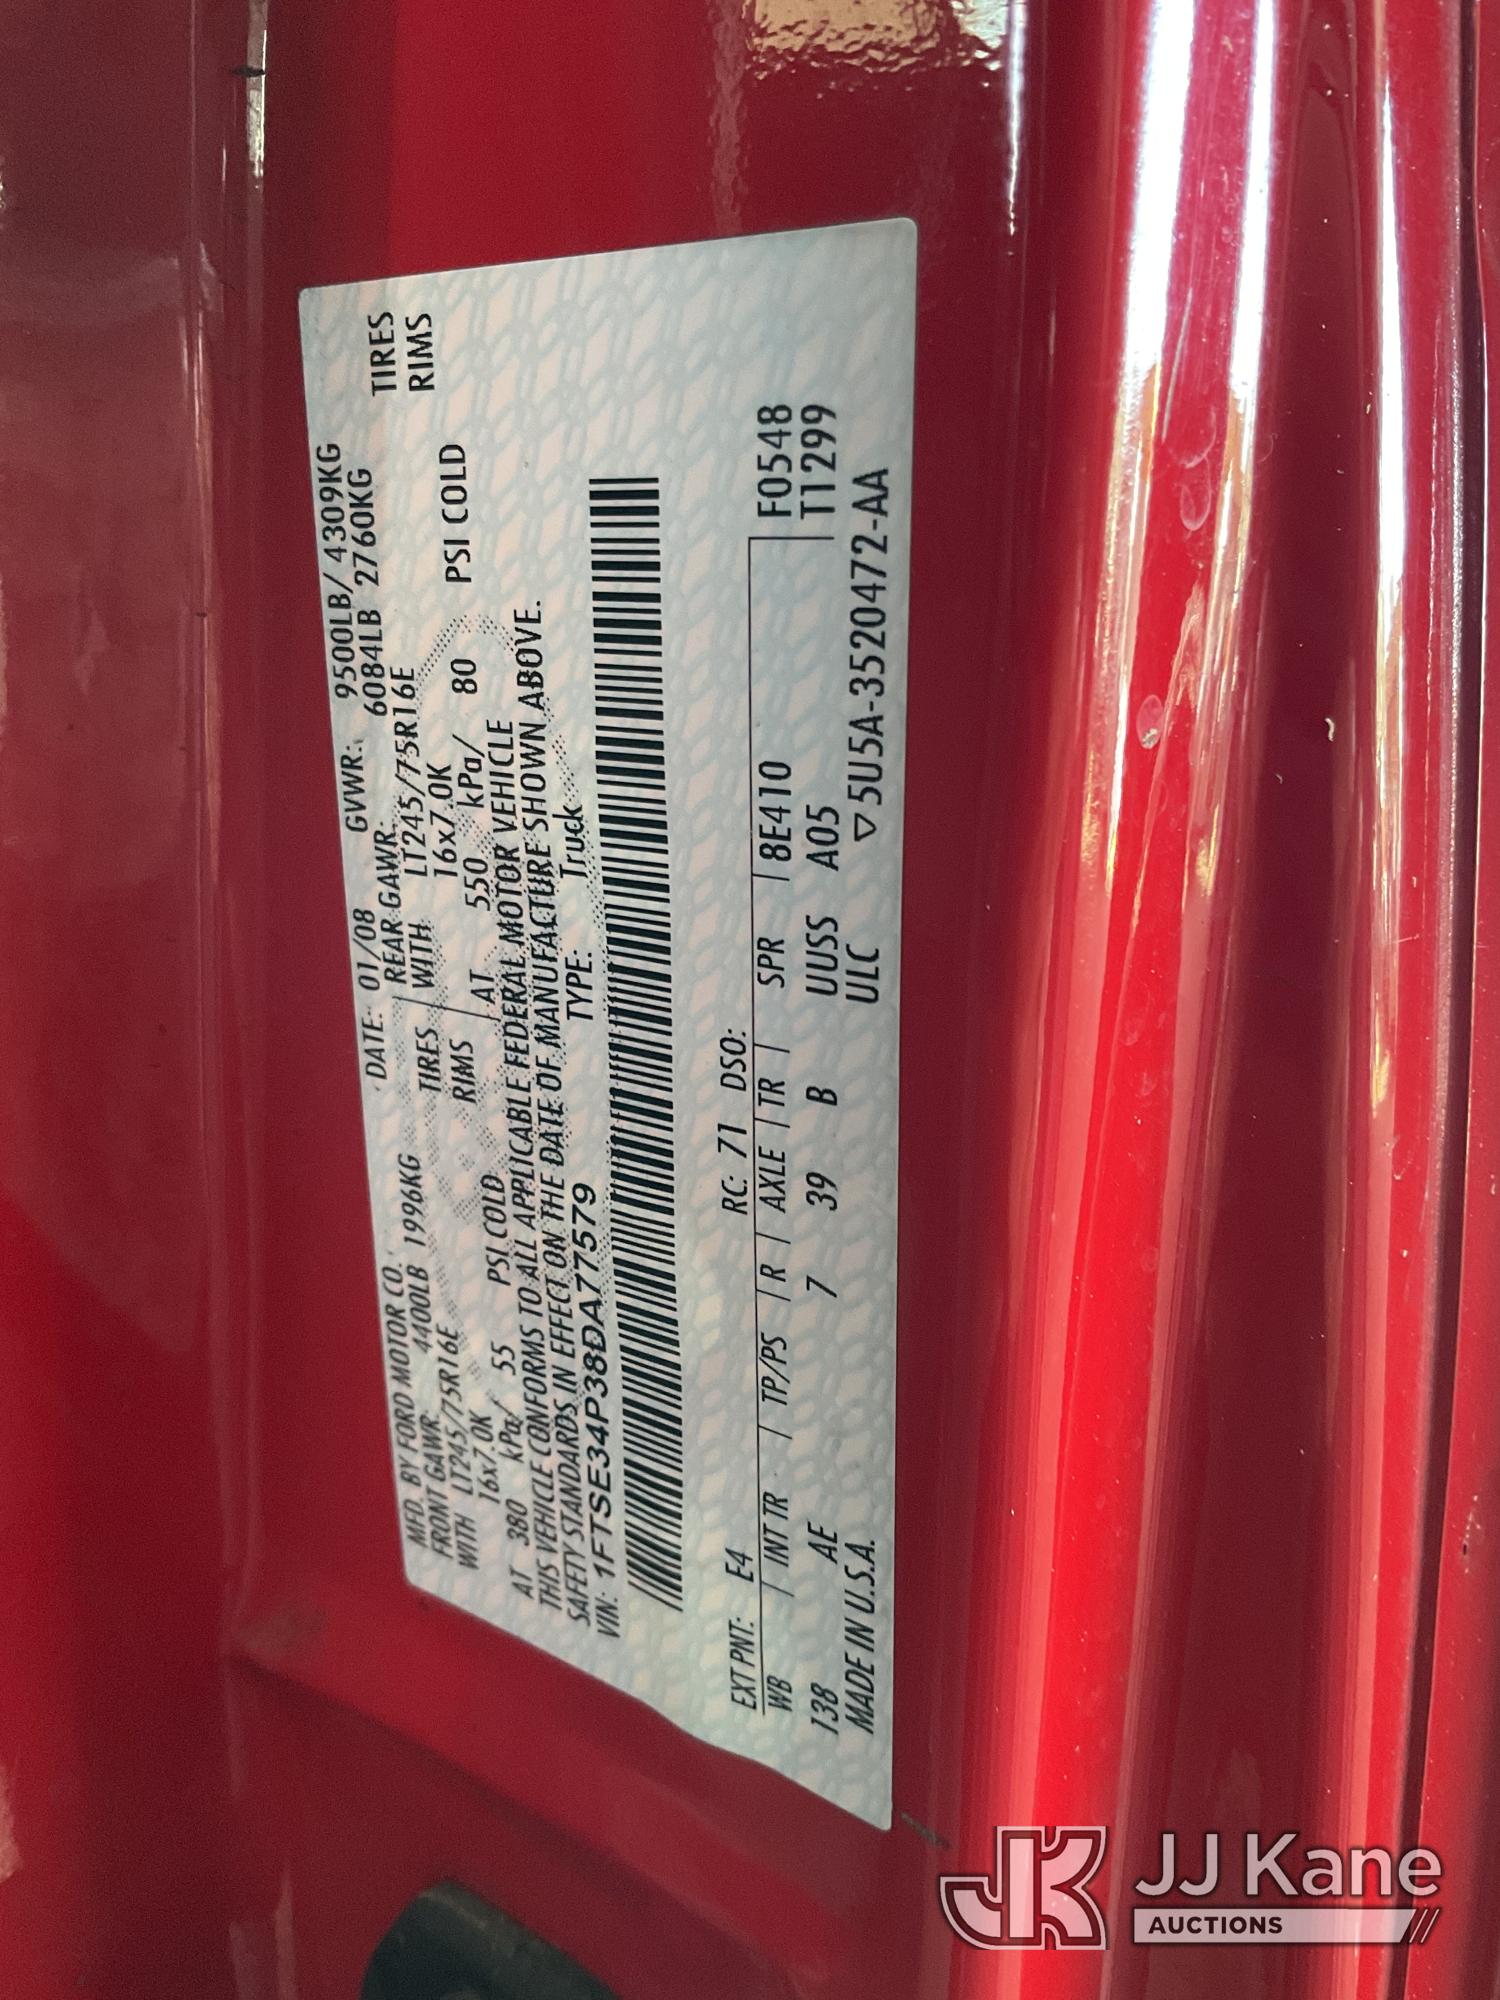 MFD. BY FORD MOTOR CO. DATE: 01/08 GVWR: 9500LB/ 4309KG
FRONT GAWR: 4400LB 1996KG REAR GAWR: 6084LB 2760KG
WITH LT245/75R16E TIRES WITH LT245/75R16E TIRES
16x7.0K RIMS 16x7.0K RIMS
AT 380 kPa/ 55 PSI COLD AT 550 kPa/ 80 PSI COLD
THIS VEHICLE CONFORMS TO ALL APPLICABLE FEDERAL MOTOR VEHICLE
SAFETY STANDARDS IN EFFECT ON THE DATE OF MANUFACTURE SHOWN ABOVE.
VIN: 1FTSE34P38DA77579 TYPE: Truck
EXT PNT: E4 RC: 71 DSO:
WB / INT TR / TP/PS / R / AXLE / TR / SPR / 8E410 F0548
138 AE 7 39 B UUSS A05 T1299
MADE IN U.S.A. ULC ▽5U5A-3520472-AA
JK JJ Kane
AUCTIONS